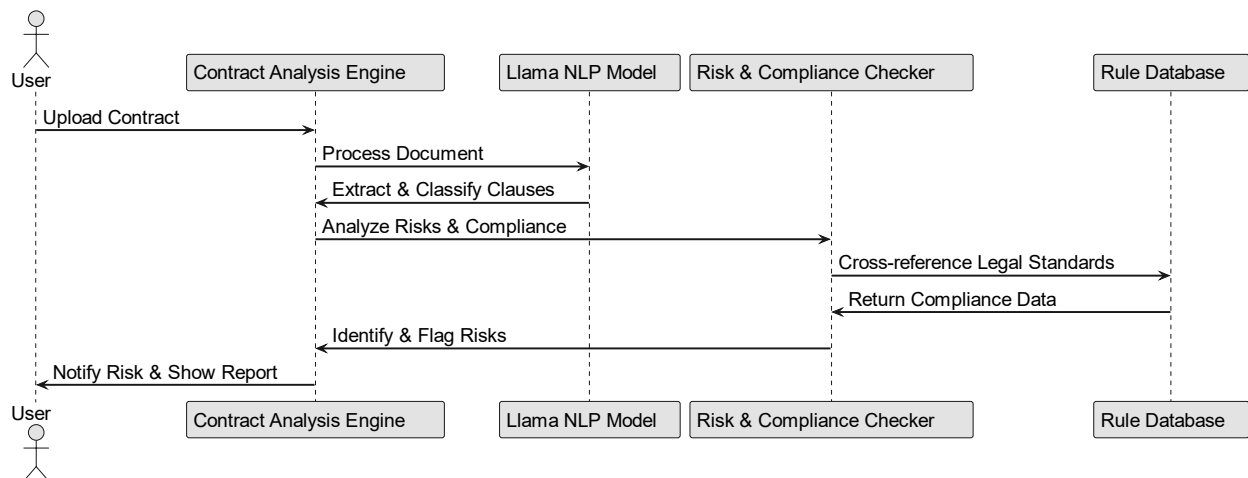 User
Contract Analysis Engine
Llama NLP Model
Risk & Compliance Checker
Rule Database
Upload Contract
Process Document
Extract & Classify Clauses
Analyze Risks & Compliance
Cross-reference Legal Standards
Return Compliance Data
Identify & Flag Risks
Notify Risk & Show Report
User
Contract Analysis Engine
Llama NLP Model
Risk & Compliance Checker
Rule Database